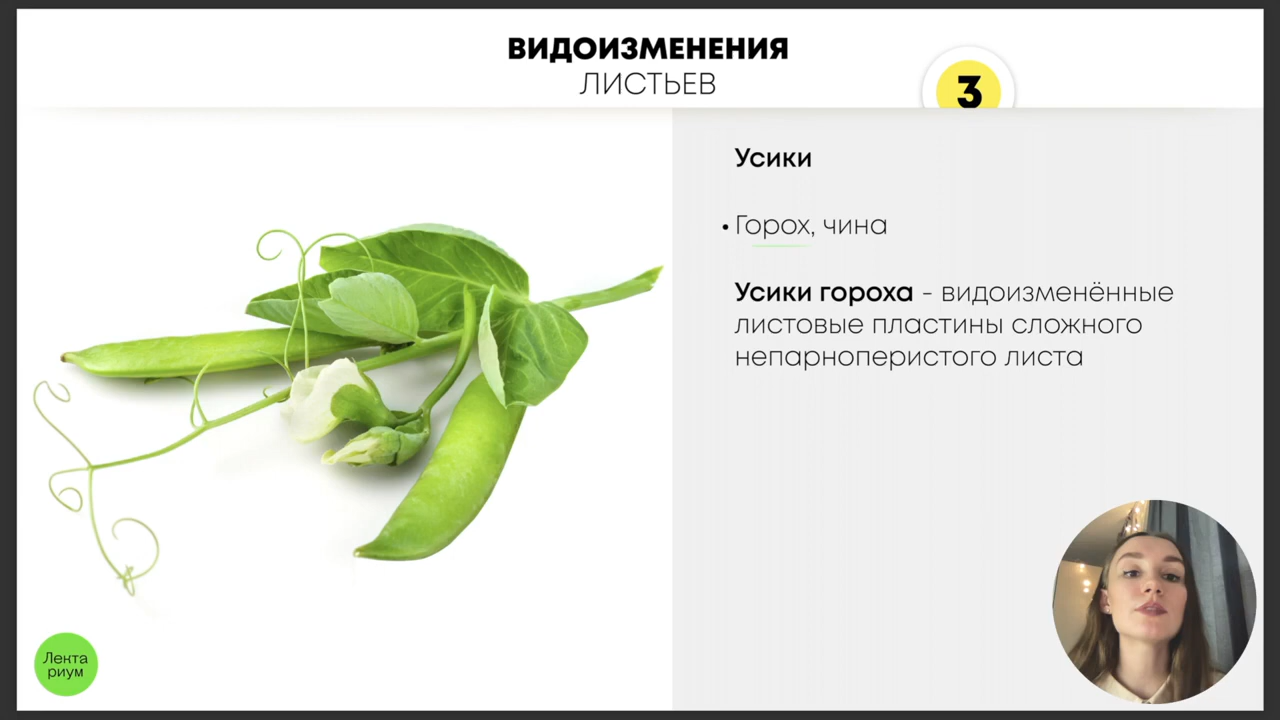 ВИДОИЗМЕНЕНИЯ
ЛИСТЬЕВ
3
Усики
• Горох, чина
Усики гороха - видоизменённые
листовые пластины сложного
непарноперистого листа
Лента
риум